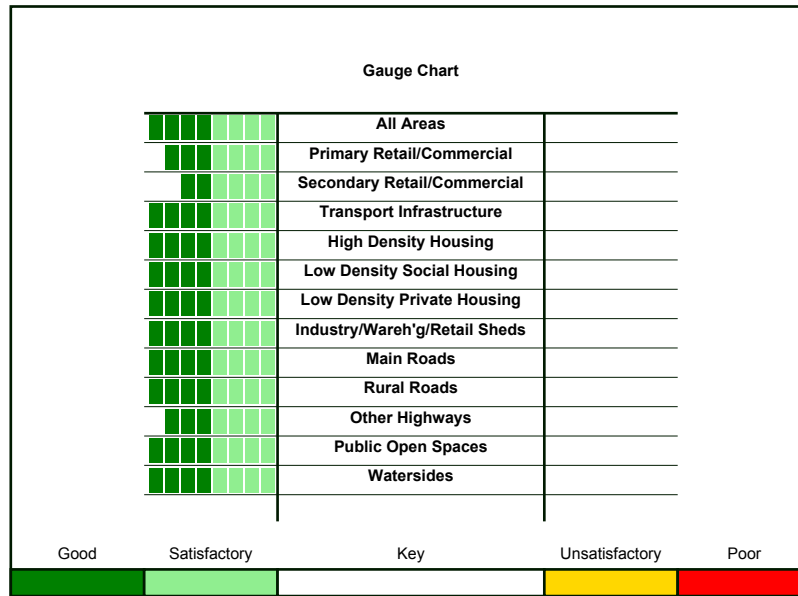 Gauge Chart
All Areas
Primary Retail/Commercial
Secondary Retail/Commercial
Transport Infrastructure
High Density Housing
Low Density Social Housing
Low Density Private Housing
Industry/Wareh'g/Retail Sheds
Main Roads
Rural Roads
Other Highways
Public Open Spaces
Watersides
Good Satisfactory Key Unsatisfactory Poor